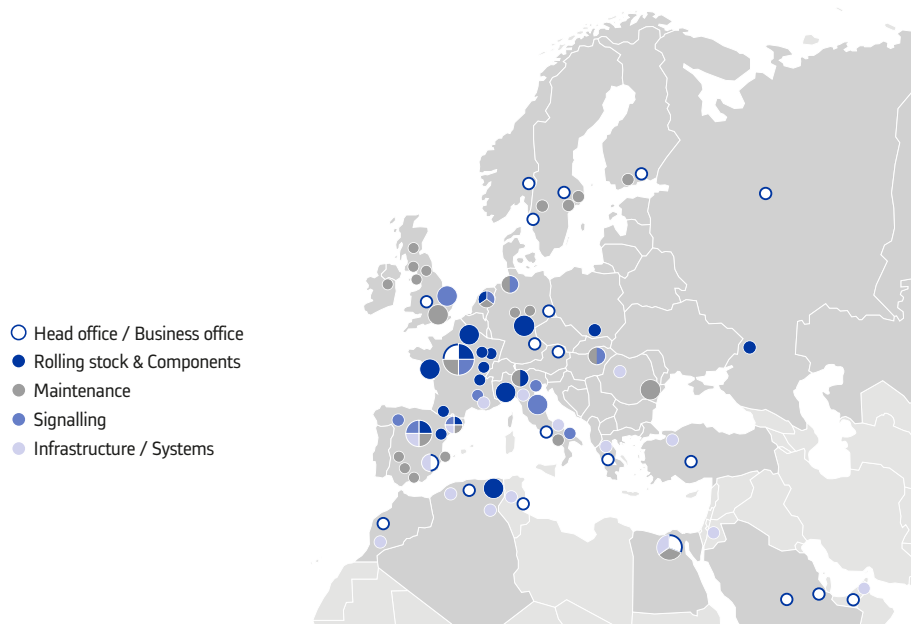 Head office / Business office
Rolling stock & Components
Maintenance
Signalling
Infrastructure / Systems